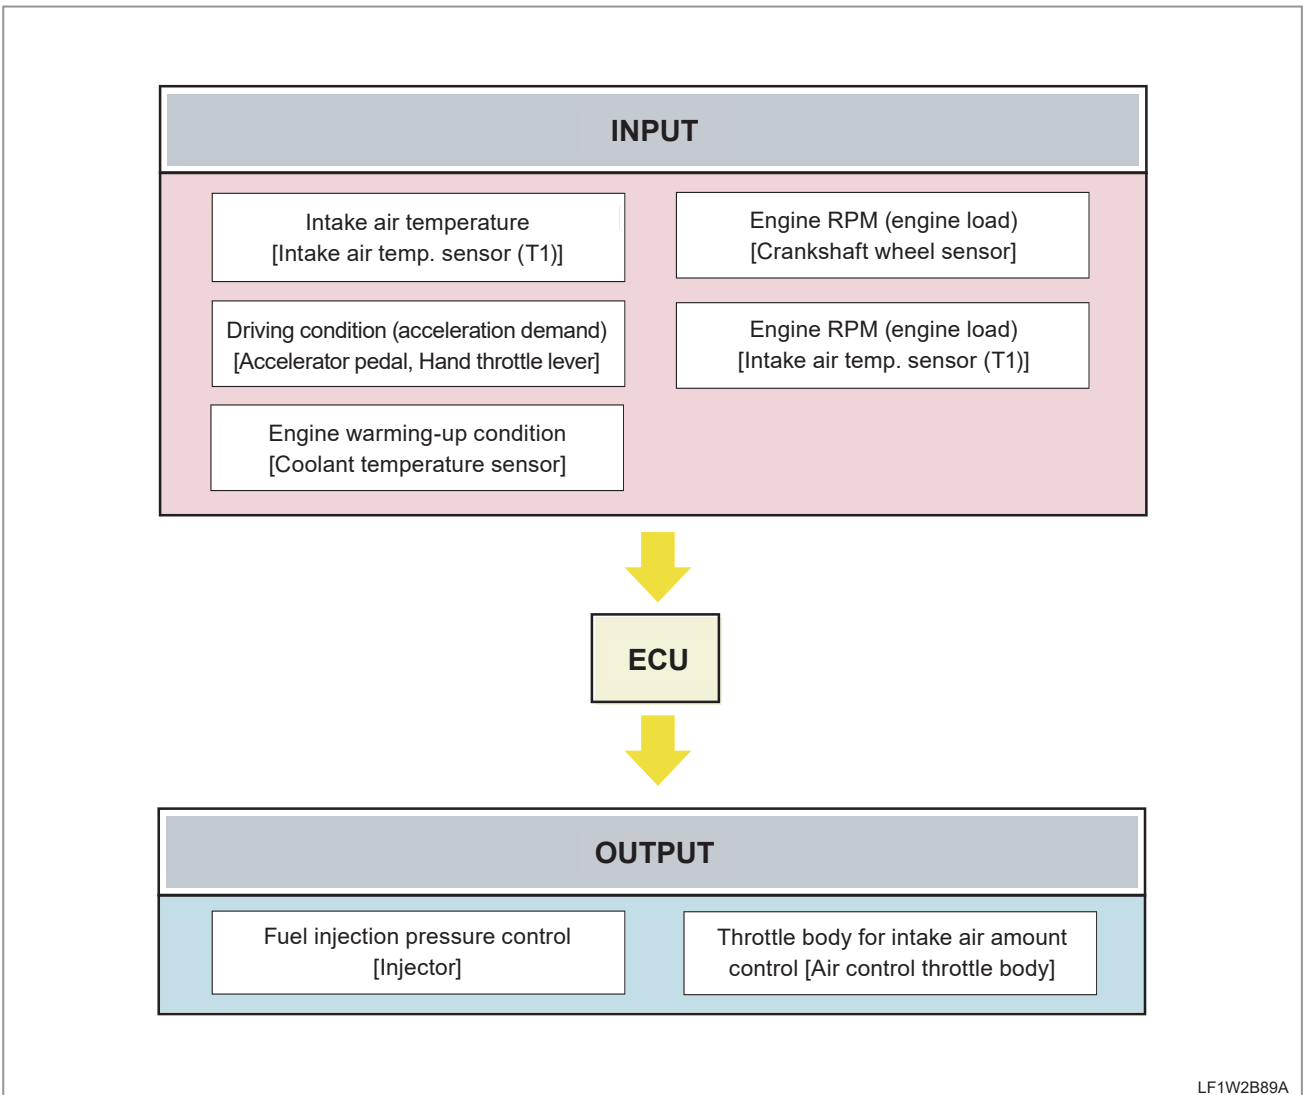 INPUT
Intake air temperature
[Intake air temp. sensor (T1)]
Engine RPM (engine load)
[Crankshaft wheel sensor]
Driving condition (acceleration demand)
[Accelerator pedal, Hand throttle lever]
Engine RPM (engine load)
[Intake air temp. sensor (T1)]
Engine warming-up condition
[Coolant temperature sensor]
ECU
OUTPUT
Fuel injection pressure control
[Injector]
Throttle body for intake air amount
control [Air control throttle body]
LF1W2B89A